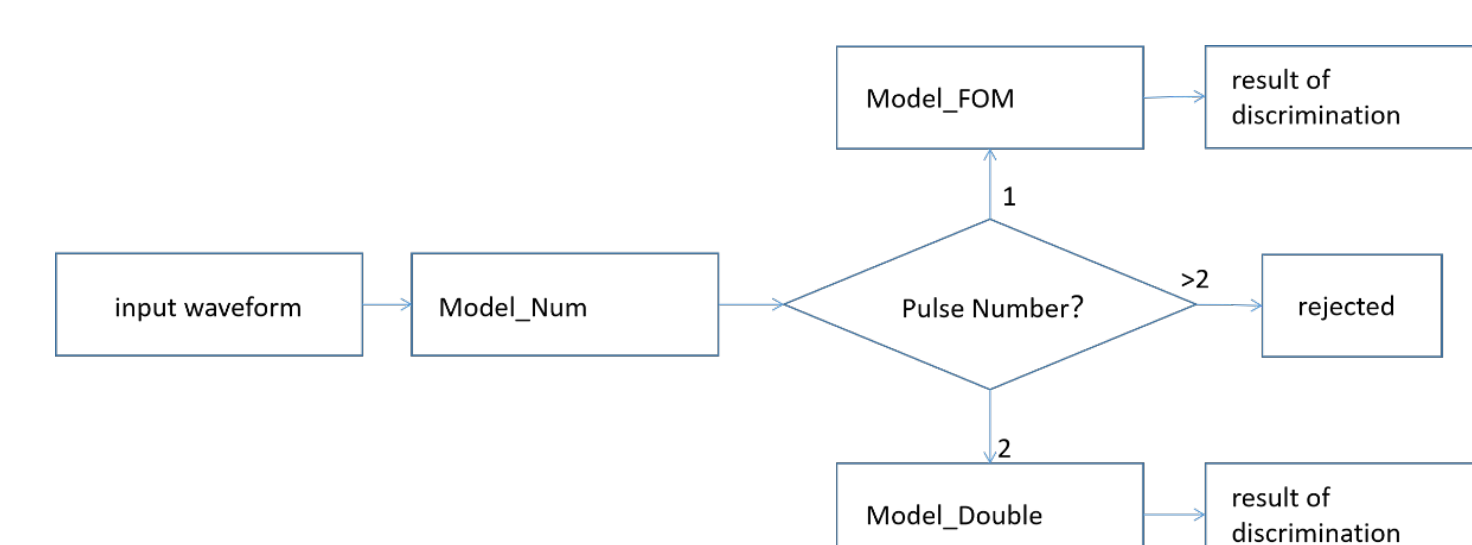 Model_FOM
result of
discrimination
1
input waveform
Model_Num
Pulse Number?
>2
rejected
2
Model_Double
result of
discrimination